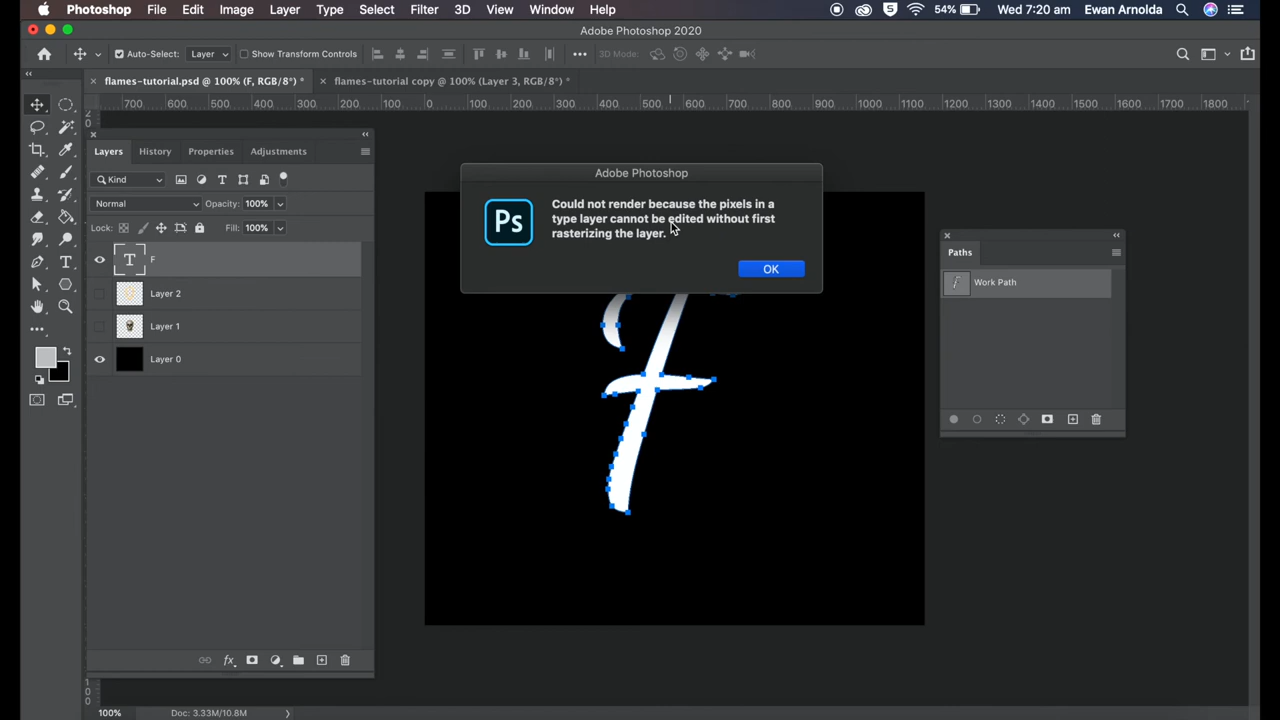 Photoshop File Edit Image Layer Type Select Filter 3D View Window Help S 54% Wed 7:20 am Ewan Arnolda
Adobe Photoshop 2020
Auto-Select: Layer Show Transform Controls 3D Mode:
flames-tutorial.psd @ 100% (F, RGB/8*) * flames-tutorial copy @ 100% (Layer 3, RGB/8*) *
700 600 500 400 300 200 100 0 100 200 300 400 500 600 700 800 900 1000 1100 1200 1300 1400 1500 1600 1700 1800
Layers History Properties Adjustments
Kind
Normal Opacity: 100%
Lock: Fill: 100%
T F
Layer 2
Layer 1
Layer 0
fx
Adobe Photoshop
Ps
Could not render because the pixels in a
type layer cannot be edited without first
rasterizing the layer.
OK
F
Paths
Work Path
100% Doc: 3.33M/10.8M